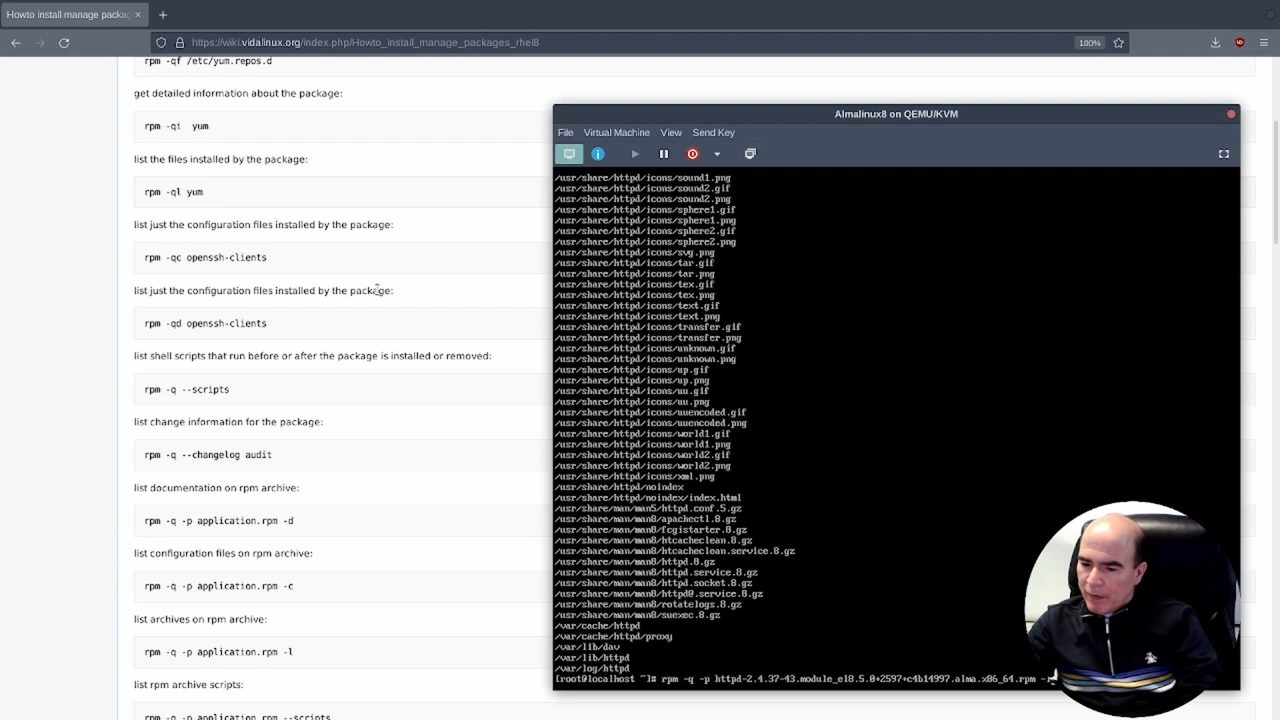 Howto install manage packag
https://wiki.vidalinux.org/index.php/Howto_install_manage_packages_rhel8
100%
rpm -qf /etc/yum.repos.d
get detailed information about the package:
rpm -qi  yum
list the files installed by the package:
rpm -ql yum
list just the configuration files installed by the package:
rpm -qc openssh-clients
list just the configuration files installed by the package:
rpm -qd openssh-clients
list shell scripts that run before or after the package is installed or removed:
rpm -q --scripts
list change information for the package:
rpm -q --changelog audit
list documentation on rpm archive:
rpm -q -p application.rpm -d
list configuration files on rpm archive:
rpm -q -p application.rpm -c
list archives on rpm archive:
rpm -q -p application.rpm -l
list rpm archive scripts:
rpm -q -p application.rpm --scripts
Almalinux8 on QEMU/KVM
File Virtual Machine View Send Key
/usr/share/httpd/icons/sound1.png
/usr/share/httpd/icons/sound2.gif
/usr/share/httpd/icons/sound2.png
/usr/share/httpd/icons/sphere1.gif
/usr/share/httpd/icons/sphere1.png
/usr/share/httpd/icons/sphere2.gif
/usr/share/httpd/icons/sphere2.png
/usr/share/httpd/icons/svg.png
/usr/share/httpd/icons/tar.gif
/usr/share/httpd/icons/tar.png
/usr/share/httpd/icons/tex.gif
/usr/share/httpd/icons/tex.png
/usr/share/httpd/icons/text.gif
/usr/share/httpd/icons/text.png
/usr/share/httpd/icons/transfer.gif
/usr/share/httpd/icons/transfer.png
/usr/share/httpd/icons/unknown.gif
/usr/share/httpd/icons/unknown.png
/usr/share/httpd/icons/up.gif
/usr/share/httpd/icons/up.png
/usr/share/httpd/icons/uu.gif
/usr/share/httpd/icons/uu.png
/usr/share/httpd/icons/uuencoded.gif
/usr/share/httpd/icons/uuencoded.png
/usr/share/httpd/icons/world1.gif
/usr/share/httpd/icons/world1.png
/usr/share/httpd/icons/world2.gif
/usr/share/httpd/icons/world2.png
/usr/share/httpd/icons/xml.png
/usr/share/httpd/noindex
/usr/share/httpd/noindex/index.html
/usr/share/man/man5/httpd.conf.5.gz
/usr/share/man/man8/apachectl.8.gz
/usr/share/man/man8/fcgistarter.8.gz
/usr/share/man/man8/htcacheclean.8.gz
/usr/share/man/man8/htcacheclean.service.8.gz
/usr/share/man/man8/httpd.8.gz
/usr/share/man/man8/httpd.service.8.gz
/usr/share/man/man8/httpd.socket.8.gz
/usr/share/man/man8/httpd@.service.8.gz
/usr/share/man/man8/rotatelogs.8.gz
/usr/share/man/man8/suexec.8.gz
/var/cache/httpd
/var/cache/httpd/proxy
/var/lib/dav
/var/lib/httpd
/var/log/httpd
[root@localhost ~]# rpm -q -p httpd-2.4.37-43.module_el8.5.0+2597+c4b14997.alma.x86_64.rpm